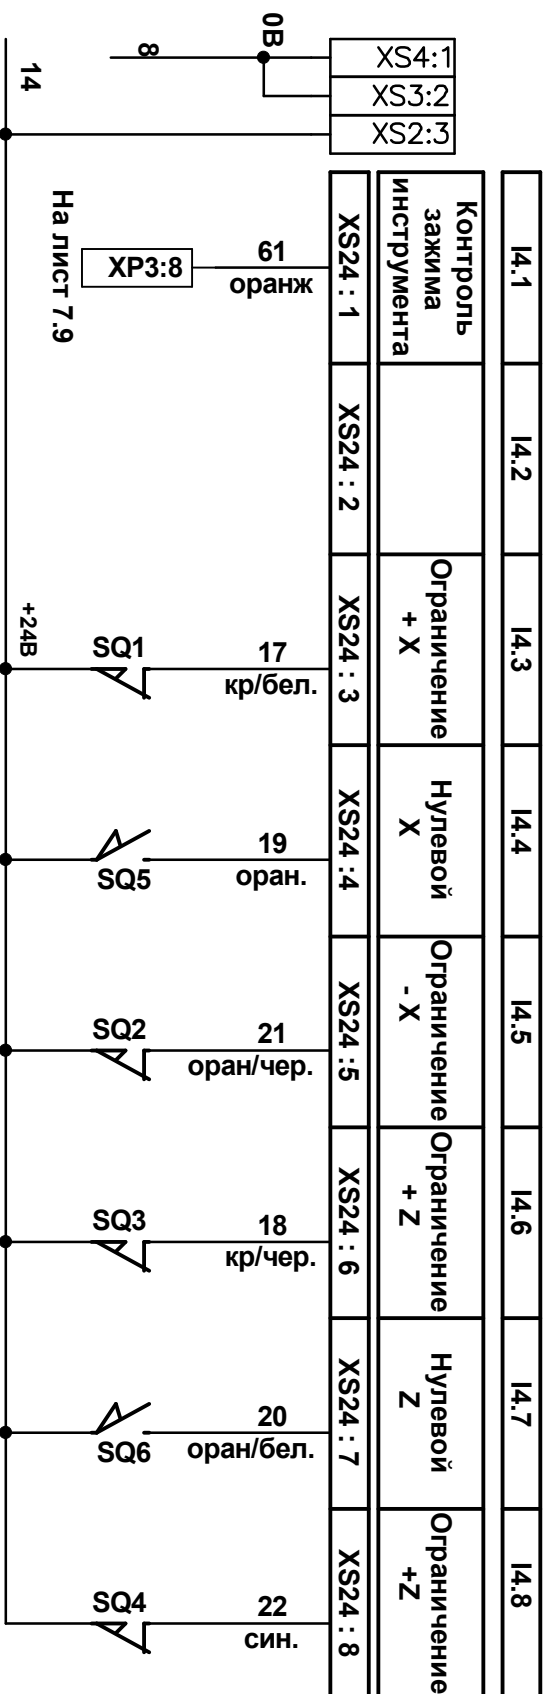 0В
8
14
XS4:1
XS3:2
XS2:3
I4.1
Контроль
зажима
инструмента
XS24 : 1
61
оранж
XP3:8
На лист 7.9
I4.2
XS24 : 2
I4.3
Ограничение
+ X
XS24 : 3
17
кр/бел.
SQ1
+24В
I4.4
Нулевой
X
XS24 :4
19
оран.
SQ5
I4.5
Ограничение
- X
XS24 :5
21
оран/чер.
SQ2
I4.6
Ограничение
+ Z
XS24 : 6
18
кр/чер.
SQ3
I4.7
Нулевой
Z
XS24 : 7
20
оран/бел.
SQ6
I4.8
Ограничение
+Z
XS24 : 8
22
син.
SQ4